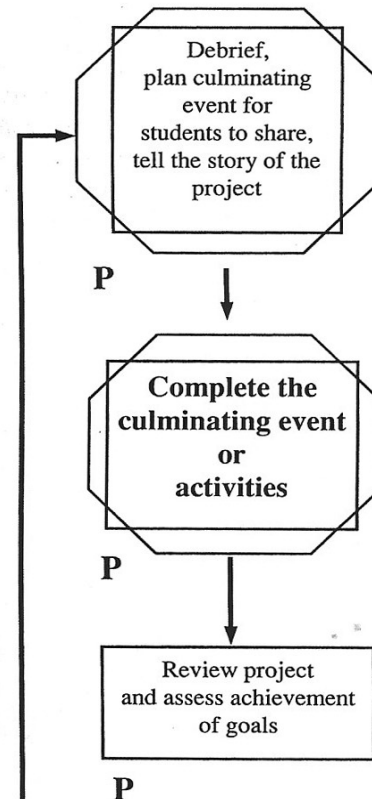 Debrief,
plan culminating
event for
students to share,
tell the story of the
project
P
Complete the
culminating event
or
activities
P
Review project
and assess achievement
of goals
P